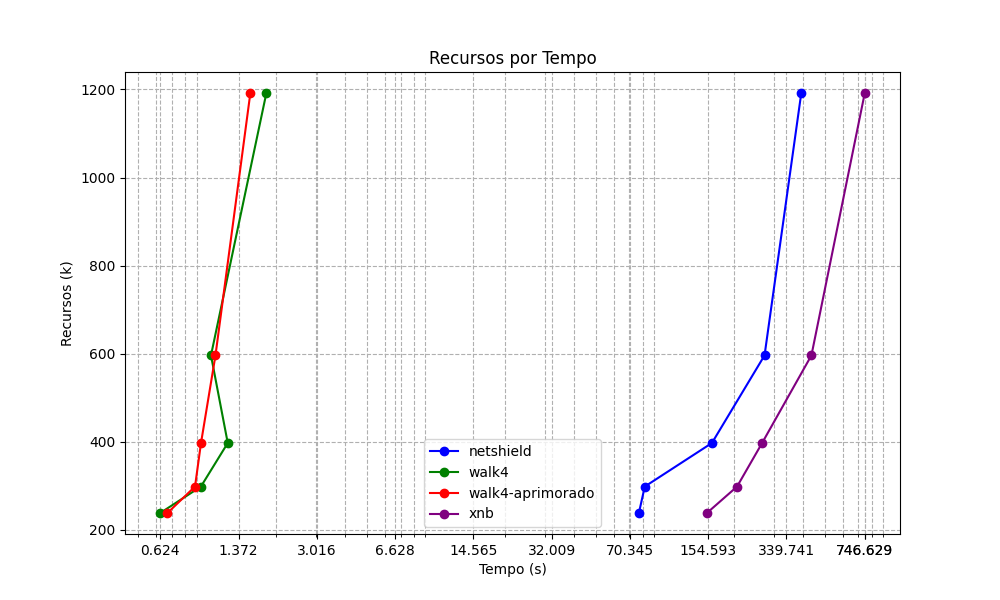 Recursos por Tempo
1200
1000
800
600
400
200
Recursos (k)
netshield
walk4
walk4-aprimorado
xnb
0.624 1.372 3.016 6.628 14.565 32.009 70.345 154.593 339.741 746.629
Tempo (s)